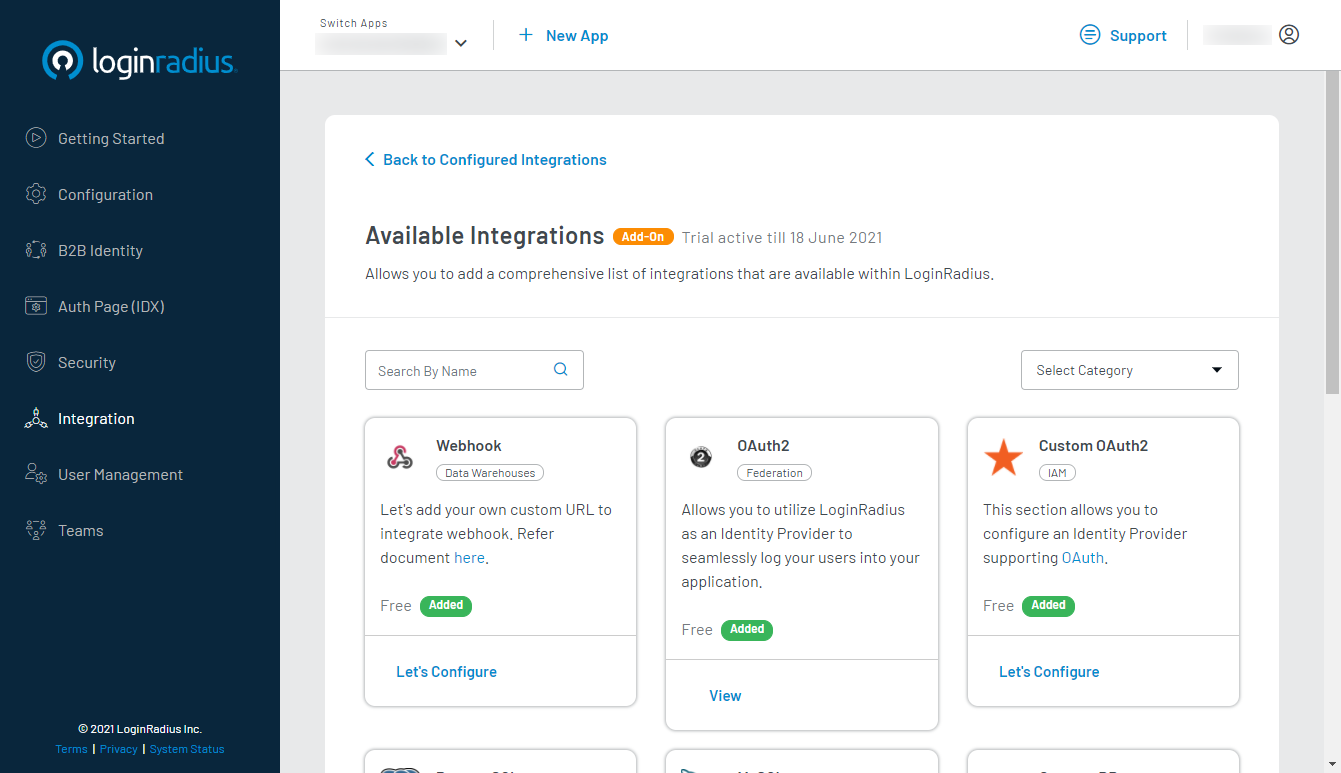 loginradius
Switch Apps
New App
Support
Getting Started
Configuration
B2B Identity
Auth Page (IDX)
Security
Integration
User Management
Teams
© 2021 LoginRadius Inc.
Terms | Privacy | System Status
Back to Configured Integrations
Available Integrations Add-On Trial active till 18 June 2021
Allows you to add a comprehensive list of integrations that are available within LoginRadius.
Search By Name
Select Category
Webhook
Data Warehouses
Let's add your own custom URL to
integrate webhook. Refer
document here.
Free Added
Let's Configure
2
OAuth2
Federation
Allows you to utilize LoginRadius
as an Identity Provider to
seamlessly log your users into your
application.
Free Added
View
Custom OAuth2
IAM
This section allows you to
configure an Identity Provider
supporting OAuth.
Free Added
Let's Configure